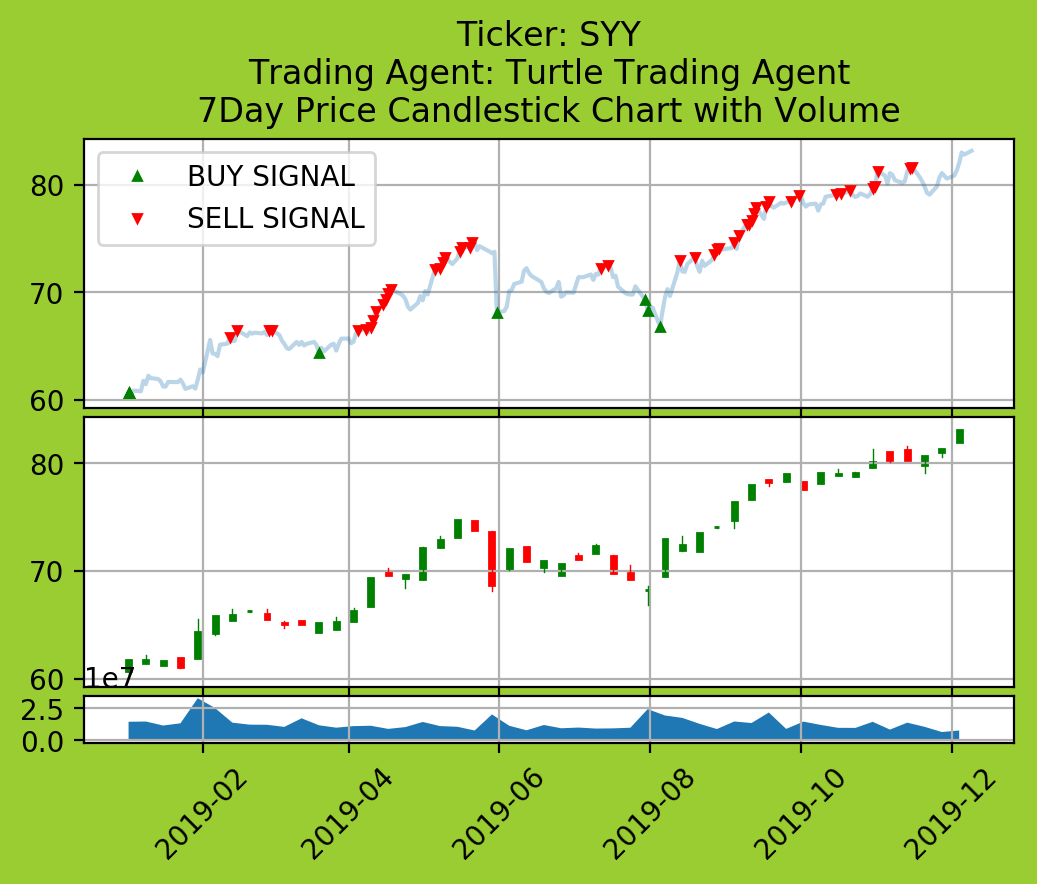 Ticker: SYY
Trading Agent: Turtle Trading Agent
7Day Price Candlestick Chart with Volume
BUY SIGNAL
SELL SIGNAL
80
70
60
80
70
60
1e7
2.5
0.0
2019-02
2019-04
2019-06
2019-08
2019-10
2019-12